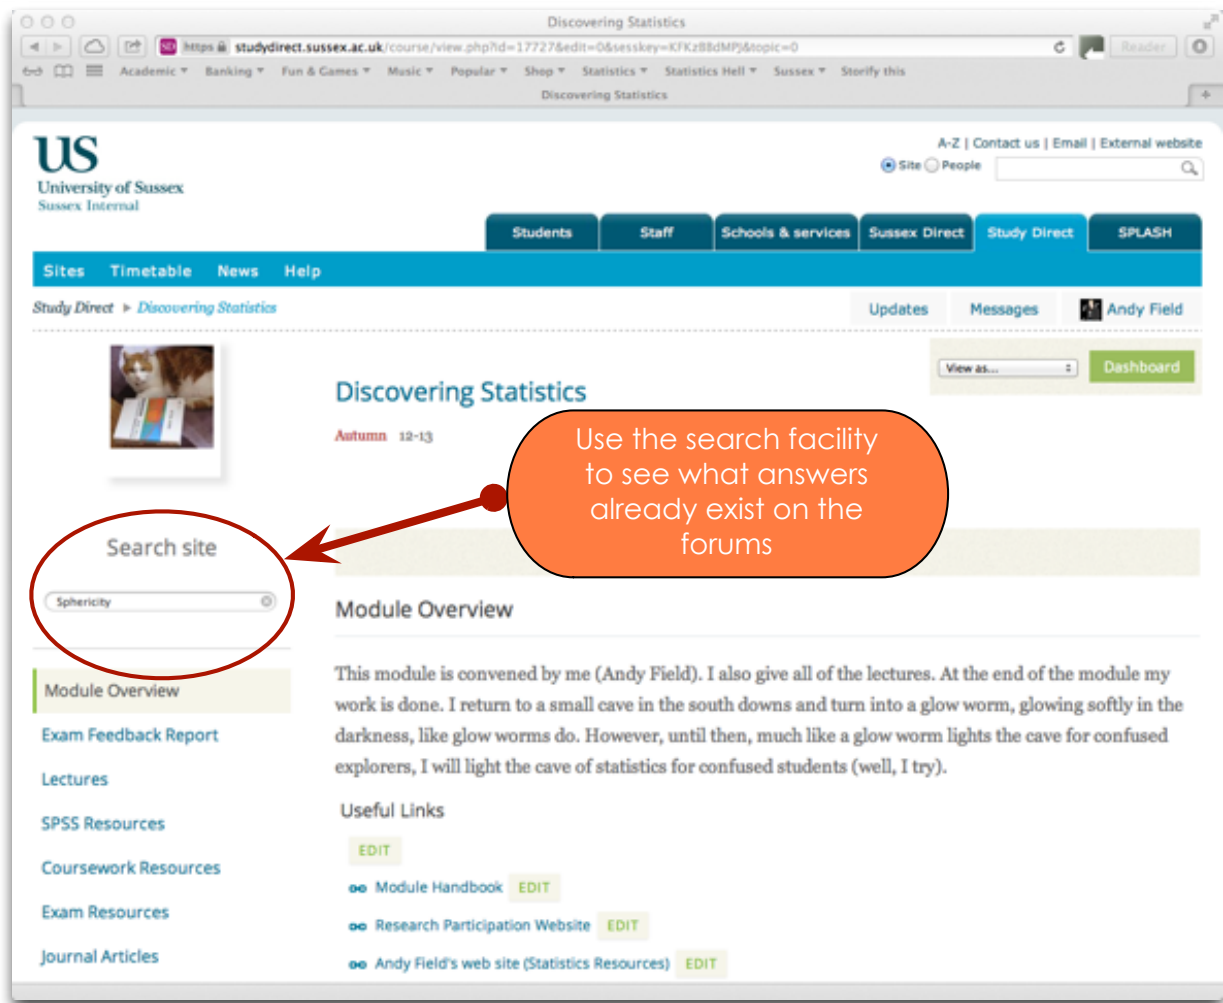 Discovering Statistics
https studydirect.sussex.ac.uk/course/view.php?id=17727&edit=0&sesskey=KFKzB8dMPJ&topic=0
Reader
Academic Banking Fun & Games Music Popular Shop Statistics Statistics Hell Sussex Storify this
Discovering Statistics
US
University of Sussex
Sussex Internal
A-Z | Contact us | Email | External website
Site People
Students Staff Schools & services Sussex Direct Study Direct SPLASH
Sites Timetable News Help
Study Direct Discovering Statistics
Updates Messages Andy Field
View as... Dashboard
Discovering Statistics
Autumn 12-13
Use the search facility
to see what answers
already exist on the
forums
Search site
Sphericity
Module Overview
Exam Feedback Report
Lectures
SPSS Resources
Coursework Resources
Exam Resources
Journal Articles
Module Overview
This module is convened by me (Andy Field). I also give all of the lectures. At the end of the module my
work is done. I return to a small cave in the south downs and turn into a glow worm, glowing softly in the
darkness, like glow worms do. However, until then, much like a glow worm lights the cave for confused
explorers, I will light the cave of statistics for confused students (well, I try).
Useful Links
EDIT
Module Handbook EDIT
Research Participation Website EDIT
Andy Field's web site (Statistics Resources) EDIT